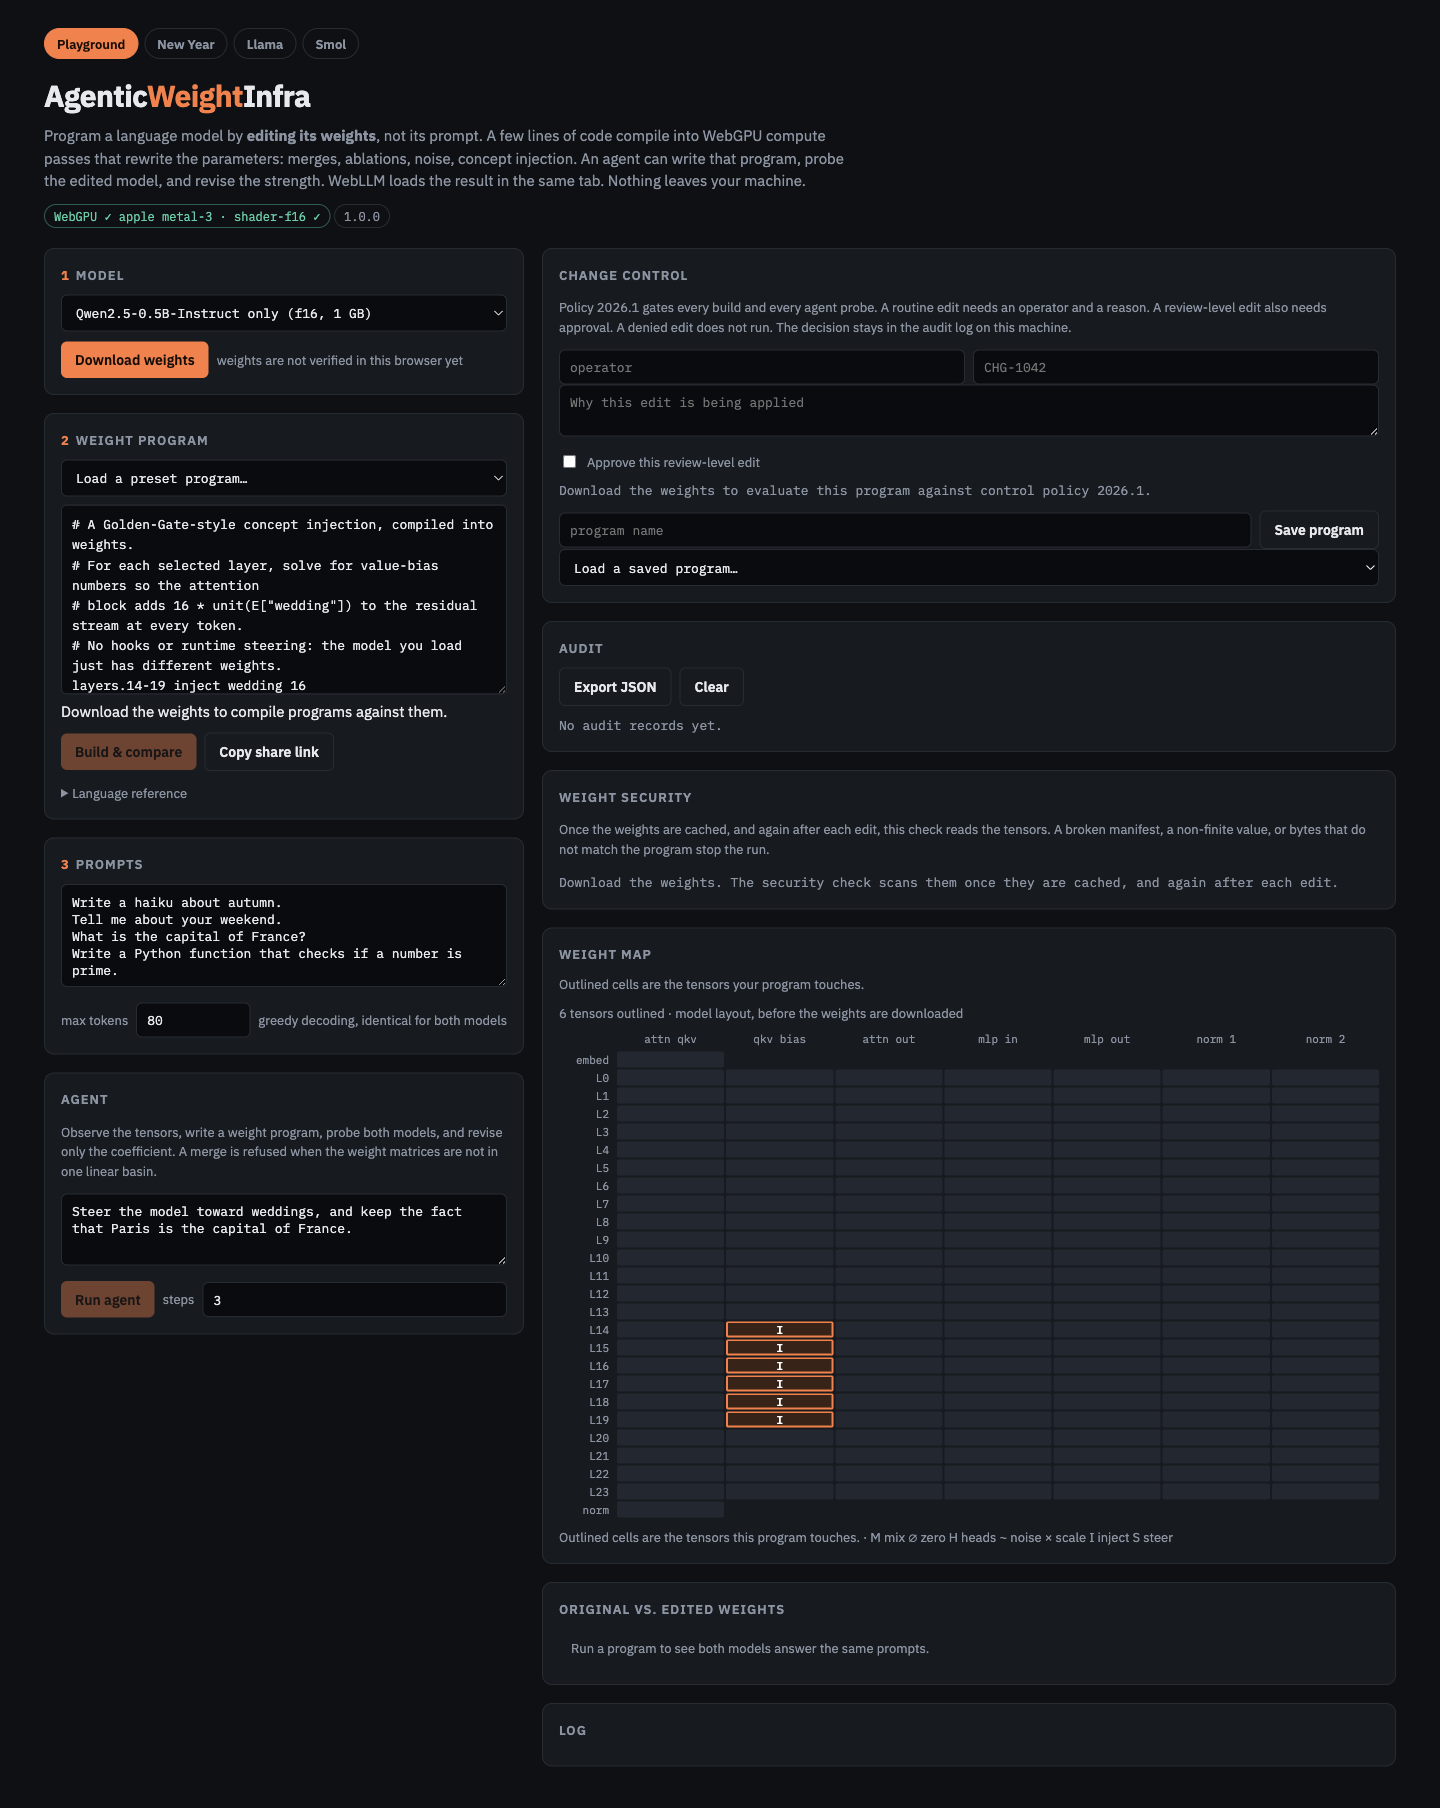 Playground
New Year
Llama
Smol
AgenticWeightInfra
Program a language model by editing its weights, not its prompt. A few lines of code compile into WebGPU compute
passes that rewrite the parameters: merges, ablations, noise, concept injection. An agent can write that program, probe
the edited model, and revise the strength. WebLLM loads the result in the same tab. Nothing leaves your machine.
WebGPU ✓ apple metal-3 · shader-f16 ✓
1.0.0
1 MODEL
Qwen2.5-0.5B-Instruct only (f16, 1 GB)
Download weights
weights are not verified in this browser yet
2 WEIGHT PROGRAM
Load a preset program…
# A Golden-Gate-style concept injection, compiled into
weights.
# For each selected layer, solve for value-bias
numbers so the attention
# block adds 16 * unit(E["wedding"]) to the residual
stream at every token.
# No hooks or runtime steering: the model you load
just has different weights.
layers.14-19 inject wedding 16
Download the weights to compile programs against them.
Build & compare
Copy share link
Language reference
3 PROMPTS
Write a haiku about autumn.
Tell me about your weekend.
What is the capital of France?
Write a Python function that checks if a number is
prime.
max tokens
80
greedy decoding, identical for both models
AGENT
Observe the tensors, write a weight program, probe both models, and revise
only the coefficient. A merge is refused when the weight matrices are not in
one linear basin.
Steer the model toward weddings, and keep the fact
that Paris is the capital of France.
Run agent
steps
3
CHANGE CONTROL
Policy 2026.1 gates every build and every agent probe. A routine edit needs an operator and a reason. A review-level edit also needs
approval. A denied edit does not run. The decision stays in the audit log on this machine.
operator
CHG-1042
Why this edit is being applied
Approve this review-level edit
Download the weights to evaluate this program against control policy 2026.1.
program name
Save program
Load a saved program…
AUDIT
Export JSON
Clear
No audit records yet.
WEIGHT SECURITY
Once the weights are cached, and again after each edit, this check reads the tensors. A broken manifest, a non-finite value, or bytes that do
not match the program stop the run.
Download the weights. The security check scans them once they are cached, and again after each edit.
WEIGHT MAP
Outlined cells are the tensors your program touches.
6 tensors outlined · model layout, before the weights are downloaded
attn qkv
qkv bias
attn out
mlp in
mlp out
norm 1
norm 2
embed
L0
L1
L2
L3
L4
L5
L6
L7
L8
L9
L10
L11
L12
L13
L14 I
L15 I
L16 I
L17 I
L18 I
L19 I
L20
L21
L22
L23
norm
Outlined cells are the tensors this program touches. · M mix ∅ zero H heads ~ noise × scale I inject S steer
ORIGINAL VS. EDITED WEIGHTS
Run a program to see both models answer the same prompts.
LOG